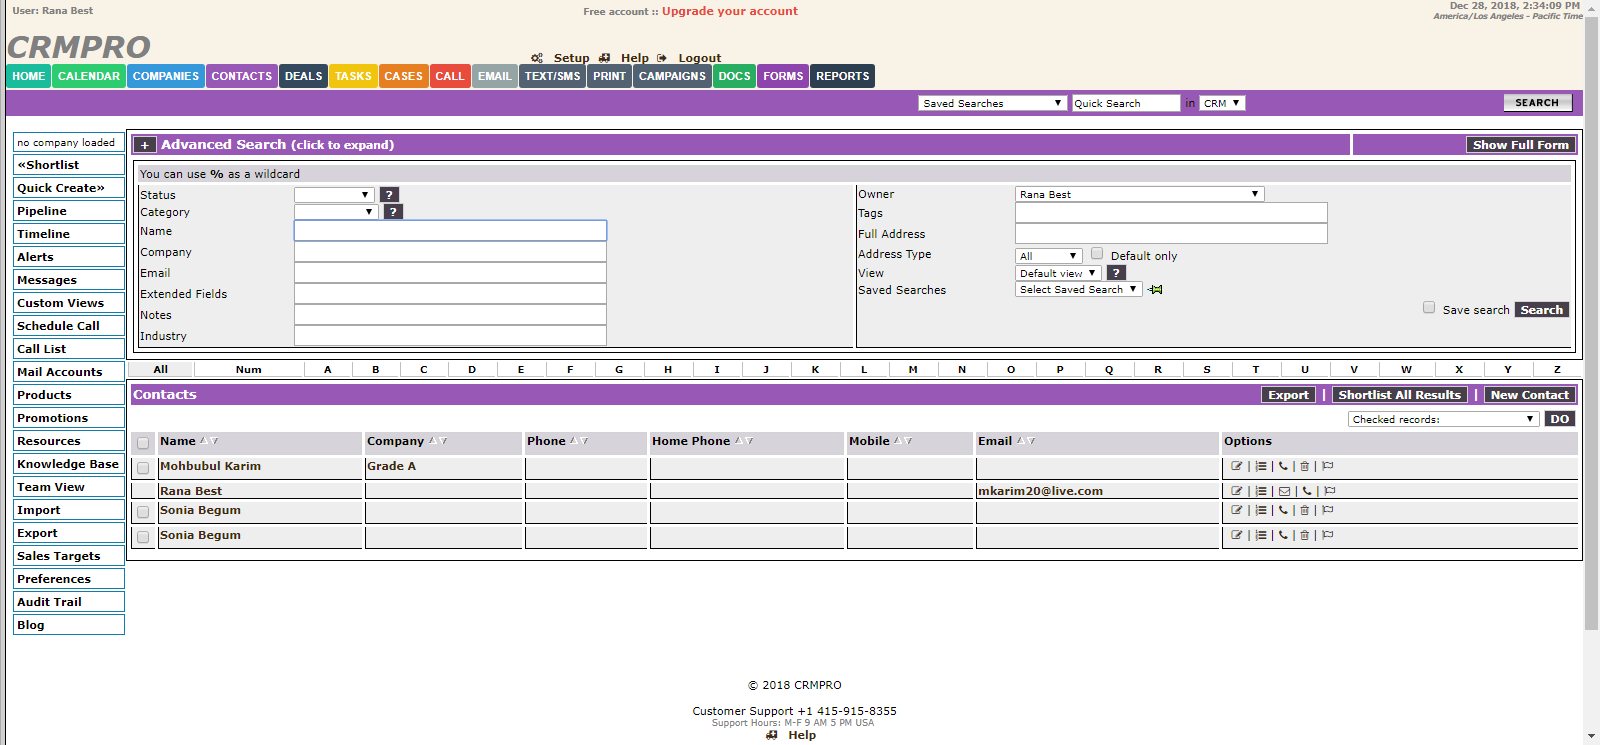 User: Rana Best
Free account :: Upgrade your account
Dec 28, 2018, 2:34:09 PM
America/Los Angeles - Pacific Time
CRMPRO
Setup Help Logout
HOME CALENDAR COMPANIES CONTACTS DEALS TASKS CASES CALL EMAIL TEXT/SMS PRINT CAMPAIGNS DOCS FORMS REPORTS
Saved Searches Quick Search in CRM SEARCH
no company loaded
«Shortlist
Quick Create»
Pipeline
Timeline
Alerts
Messages
Custom Views
Schedule Call
Call List
Mail Accounts
Products
Promotions
Resources
Knowledge Base
Team View
Import
Export
Sales Targets
Preferences
Audit Trail
Blog
+ Advanced Search (click to expand) Show Full Form
You can use % as a wildcard
Status ?
Category ?
Name
Company
Email
Extended Fields
Notes
Industry
Owner Rana Best
Tags
Full Address
Address Type All Default only
View Default view ?
Saved Searches Select Saved Search
Save search Search
All Num A B C D E F G H I J K L M N O P Q R S T U V W X Y Z
Contacts Export | Shortlist All Results | New Contact
Checked records: DO
Name Company Phone Home Phone Mobile Email Options
Mohbubul Karim Grade A | | | | 
Rana Best mkarim20@live.com | | | | 
Sonia Begum | | | | 
Sonia Begum | | | | 
© 2018 CRMPRO
Customer Support +1 415-915-8355
Support Hours: M-F 9 AM 5 PM USA
Help